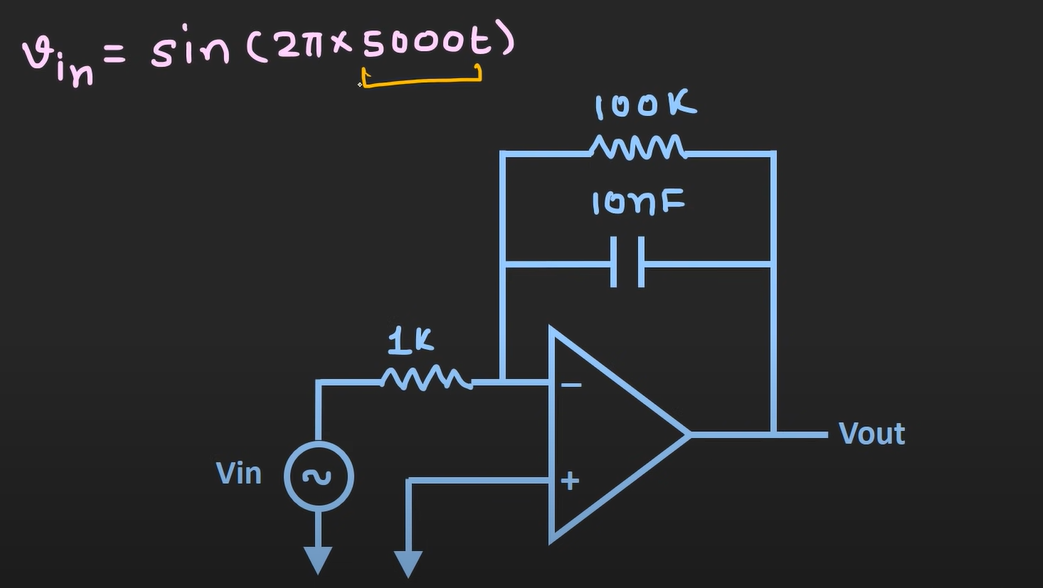 vin = sin(2π×5000t)
100K
10nF
1K
−
Vin
~
+
Vout